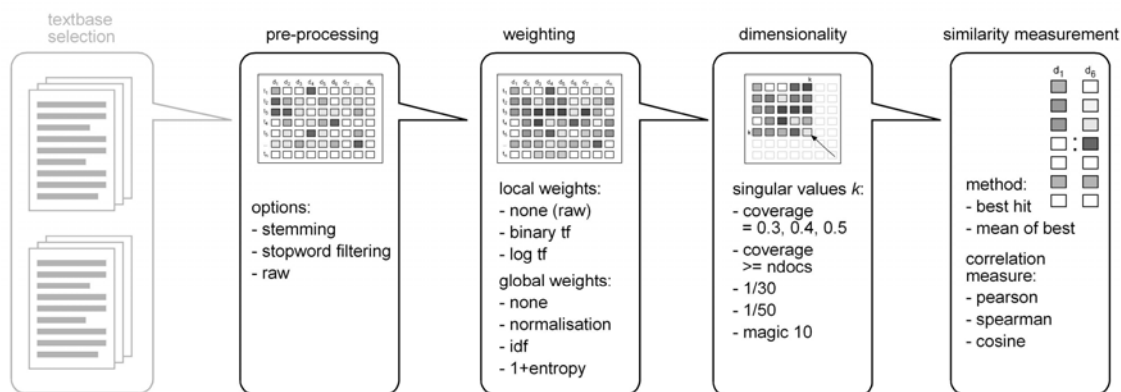 textbase
selection
pre-processing
weighting
dimensionality
similarity measurement
options:
- stemming
- stopword filtering
- raw
local weights:
- none (raw)
- binary tf
- log tf
global weights:
- none
- normalisation
- idf
- 1+entropy
k
k
singular values k:
- coverage
= 0.3, 0.4, 0.5
- coverage
>= ndocs
- 1/30
- 1/50
- magic 10
d1 d6
:
method:
- best hit
- mean of best
correlation
measure:
- pearson
- spearman
- cosine